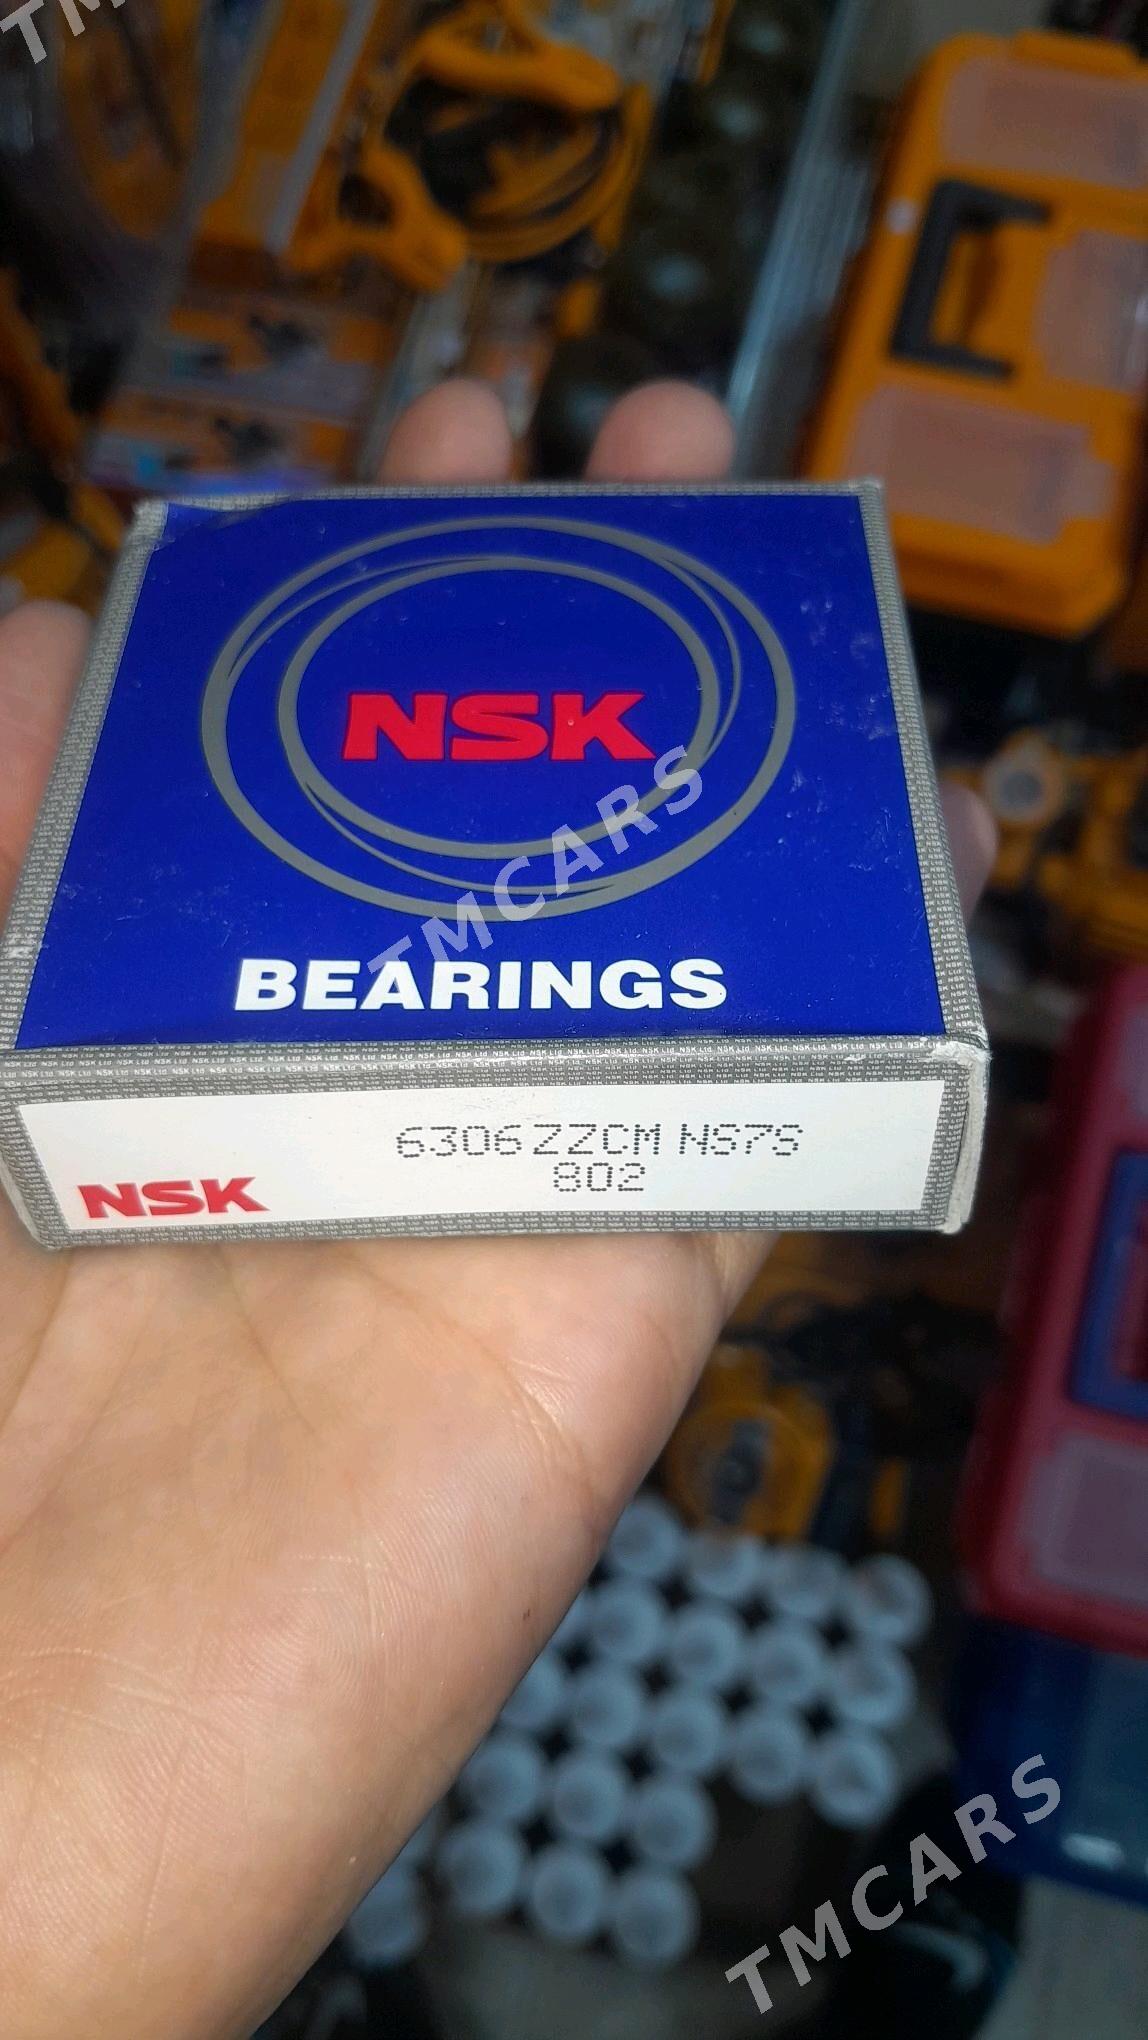 NSK
BEARINGS
6306ZZCM NS7S
802
NSK
TMCARS
TMCARS